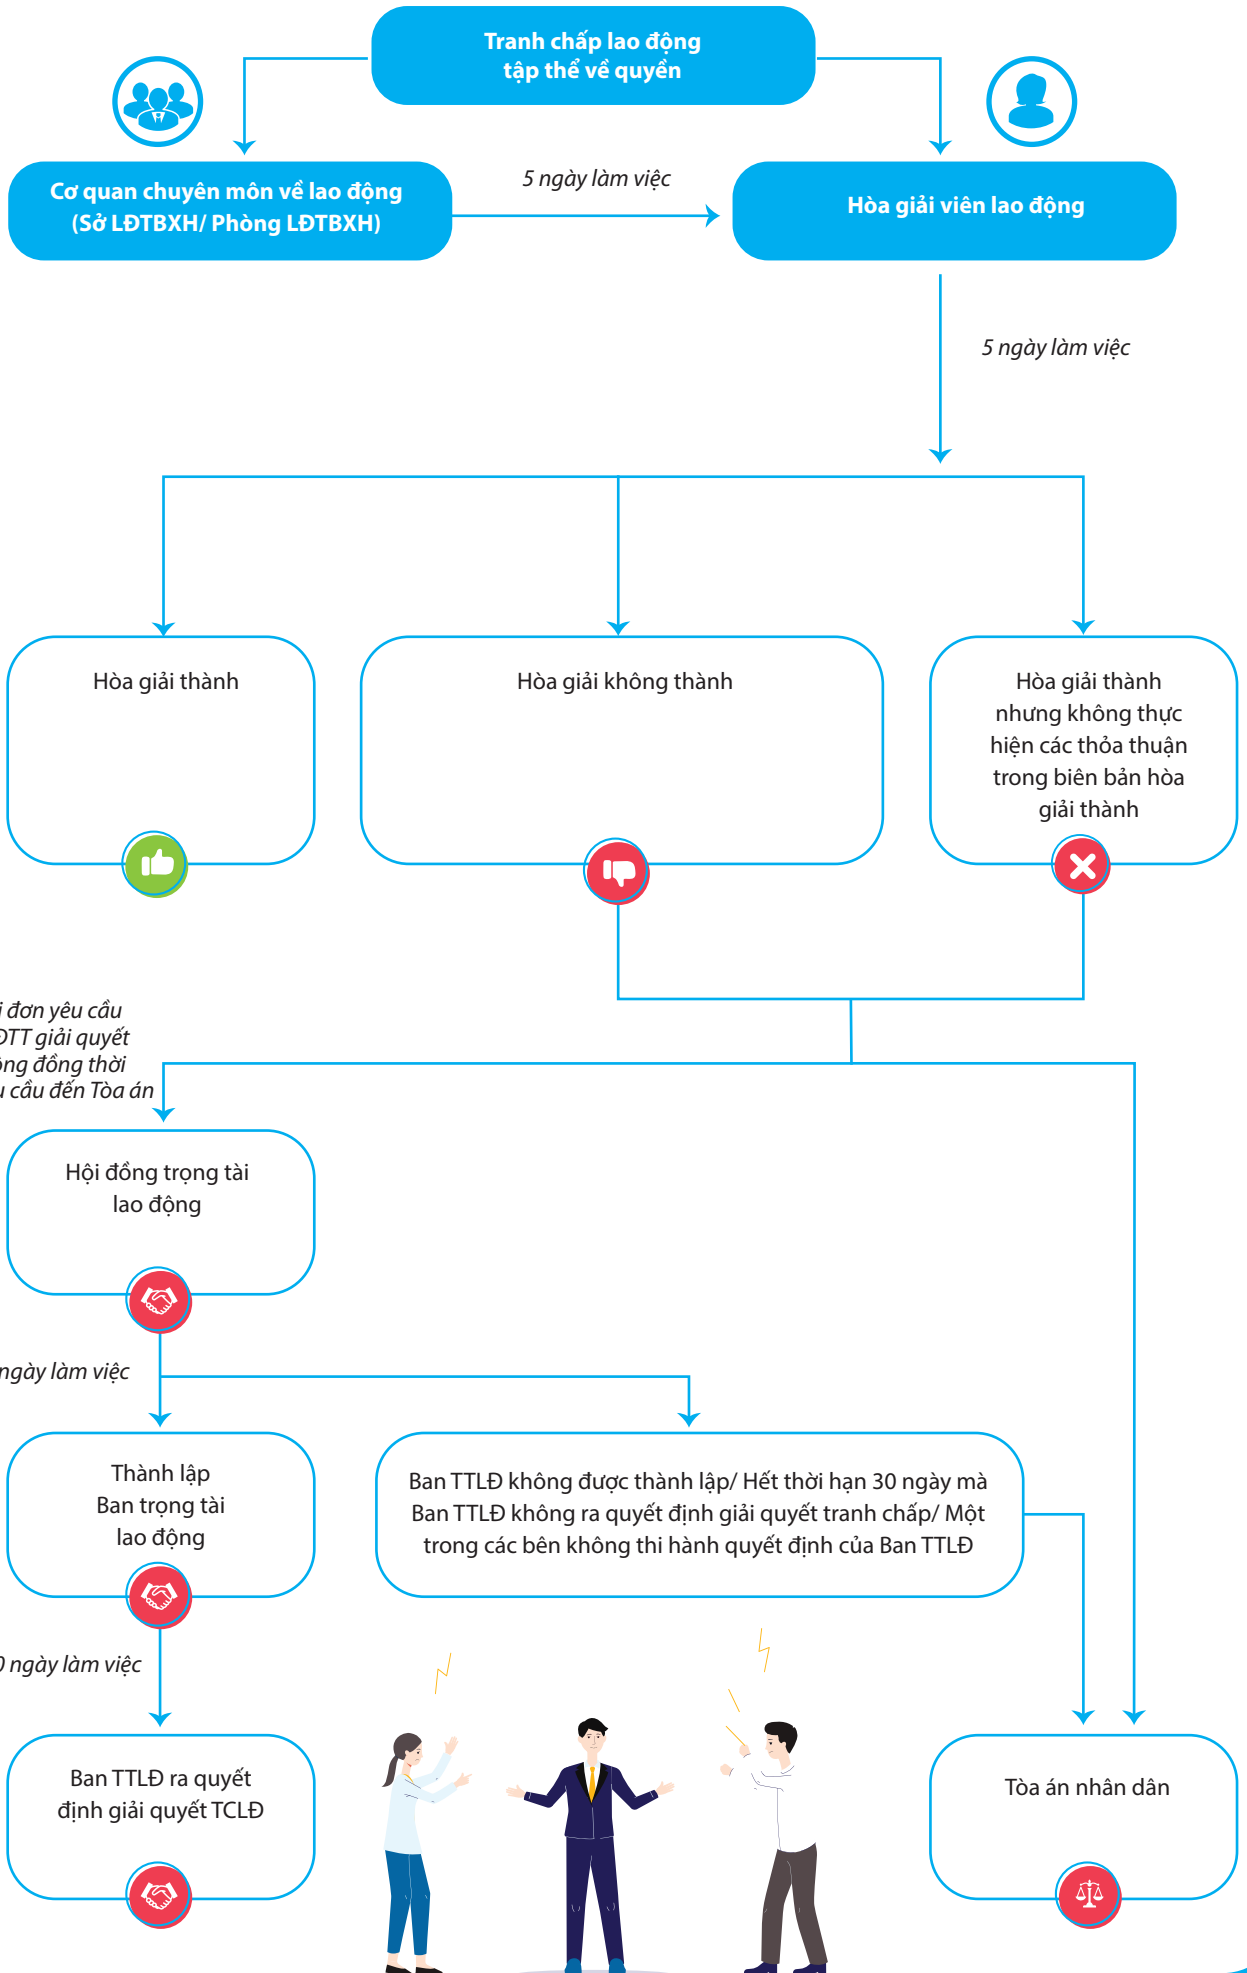 Tranh chấp lao động
tập thể về quyền
Cơ quan chuyên môn về lao động
(Sở LĐTBXH/ Phòng LĐTBXH)
5 ngày làm việc
Hòa giải viên lao động
5 ngày làm việc
Hòa giải thành
Hòa giải không thành
Hòa giải thành
nhưng không thực
hiện các thỏa thuận
trong biên bản hòa
giải thành
đơn yêu cầu
giải quyết
đồng thời
cầu đến Tòa án
Hội đồng trọng tài
lao động
làm việc
Thành lập
Ban trọng tài
lao động
Ban TTLĐ không được thành lập/ Hết thời hạn 30 ngày mà
Ban TTLĐ không ra quyết định giải quyết tranh chấp/ Một
trong các bên không thi hành quyết định của Ban TTLĐ
ngày làm việc
Ban TTLĐ ra quyết
định giải quyết TCLĐ
Tòa án nhân dân